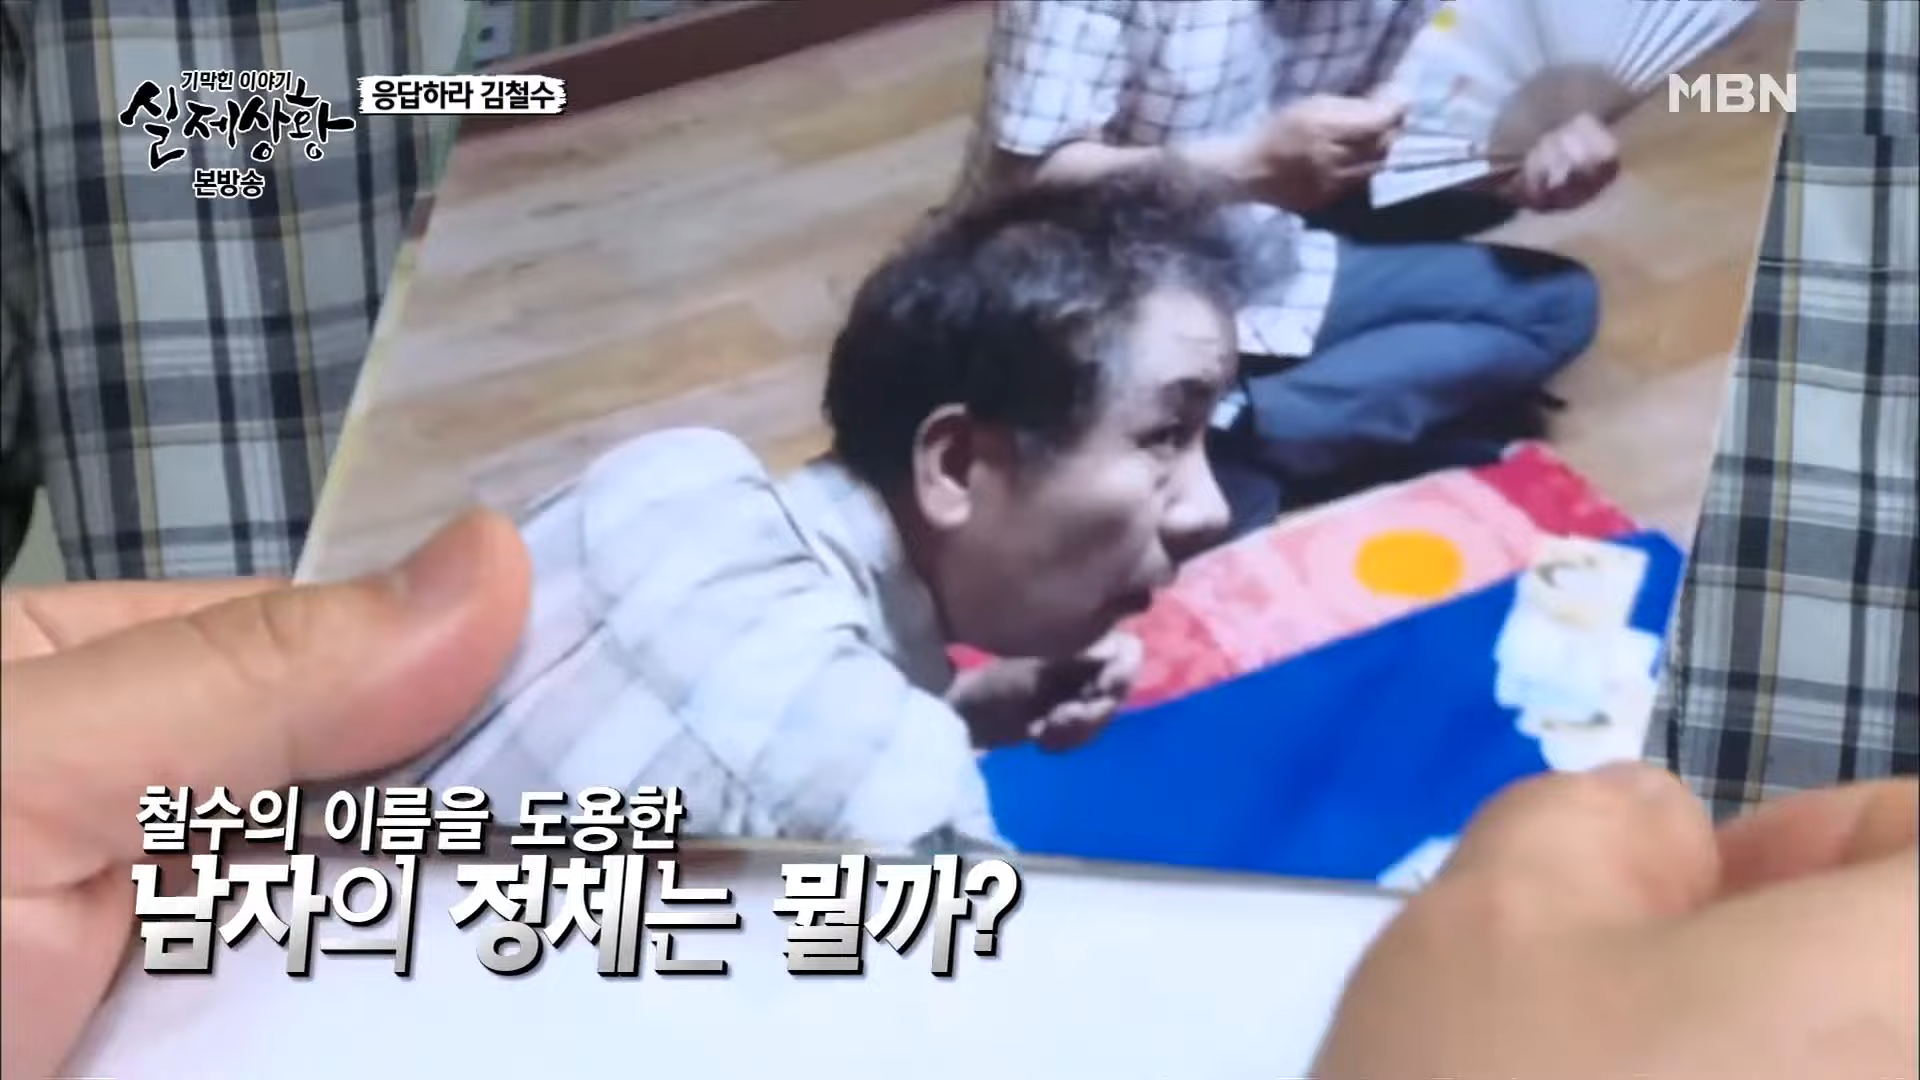 기막힌 이야기
실제상황
본방송
응답하라 김철수
MBN
철수의 이름을 도용한
남자의 정체는 뭘까?